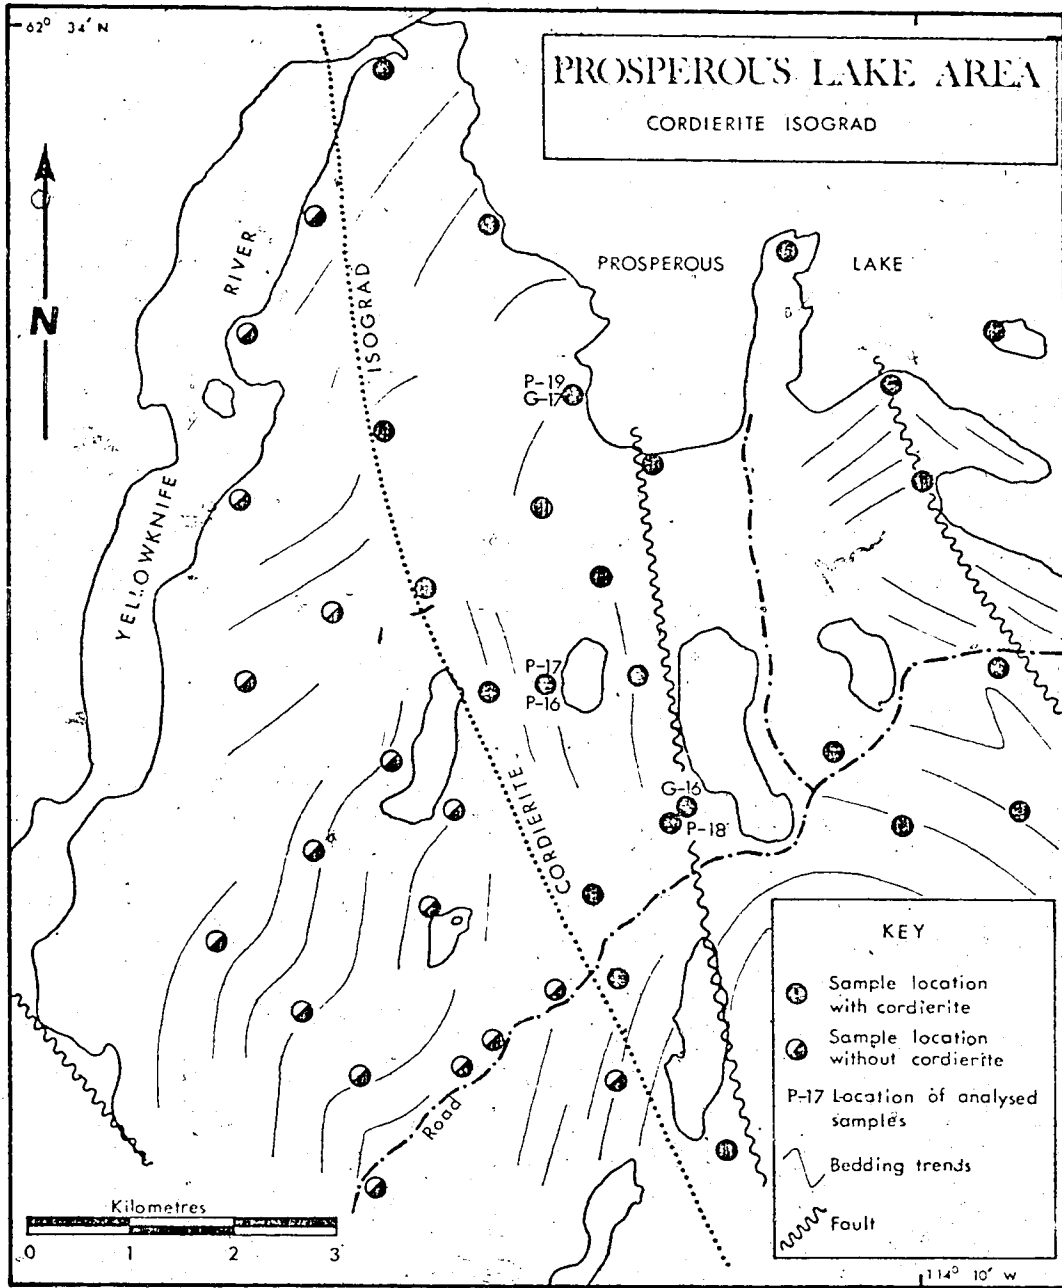 62° 34' N
PROSPEROUS LAKE AREA
CORDIERITE ISOGRAD
N
RIVER
YELLOWKNIFE
ISOGRAD
CORDIERITE
PROSPEROUS LAKE
P-19
G-17
P-17
P-16
G-16
P-18
Road
KEY
Sample location
with cordierite
Sample location
without cordierite
P-17 Location of analysed
samples
Bedding trends
Fault
Kilometres
0 1 2 3
114° 10' W